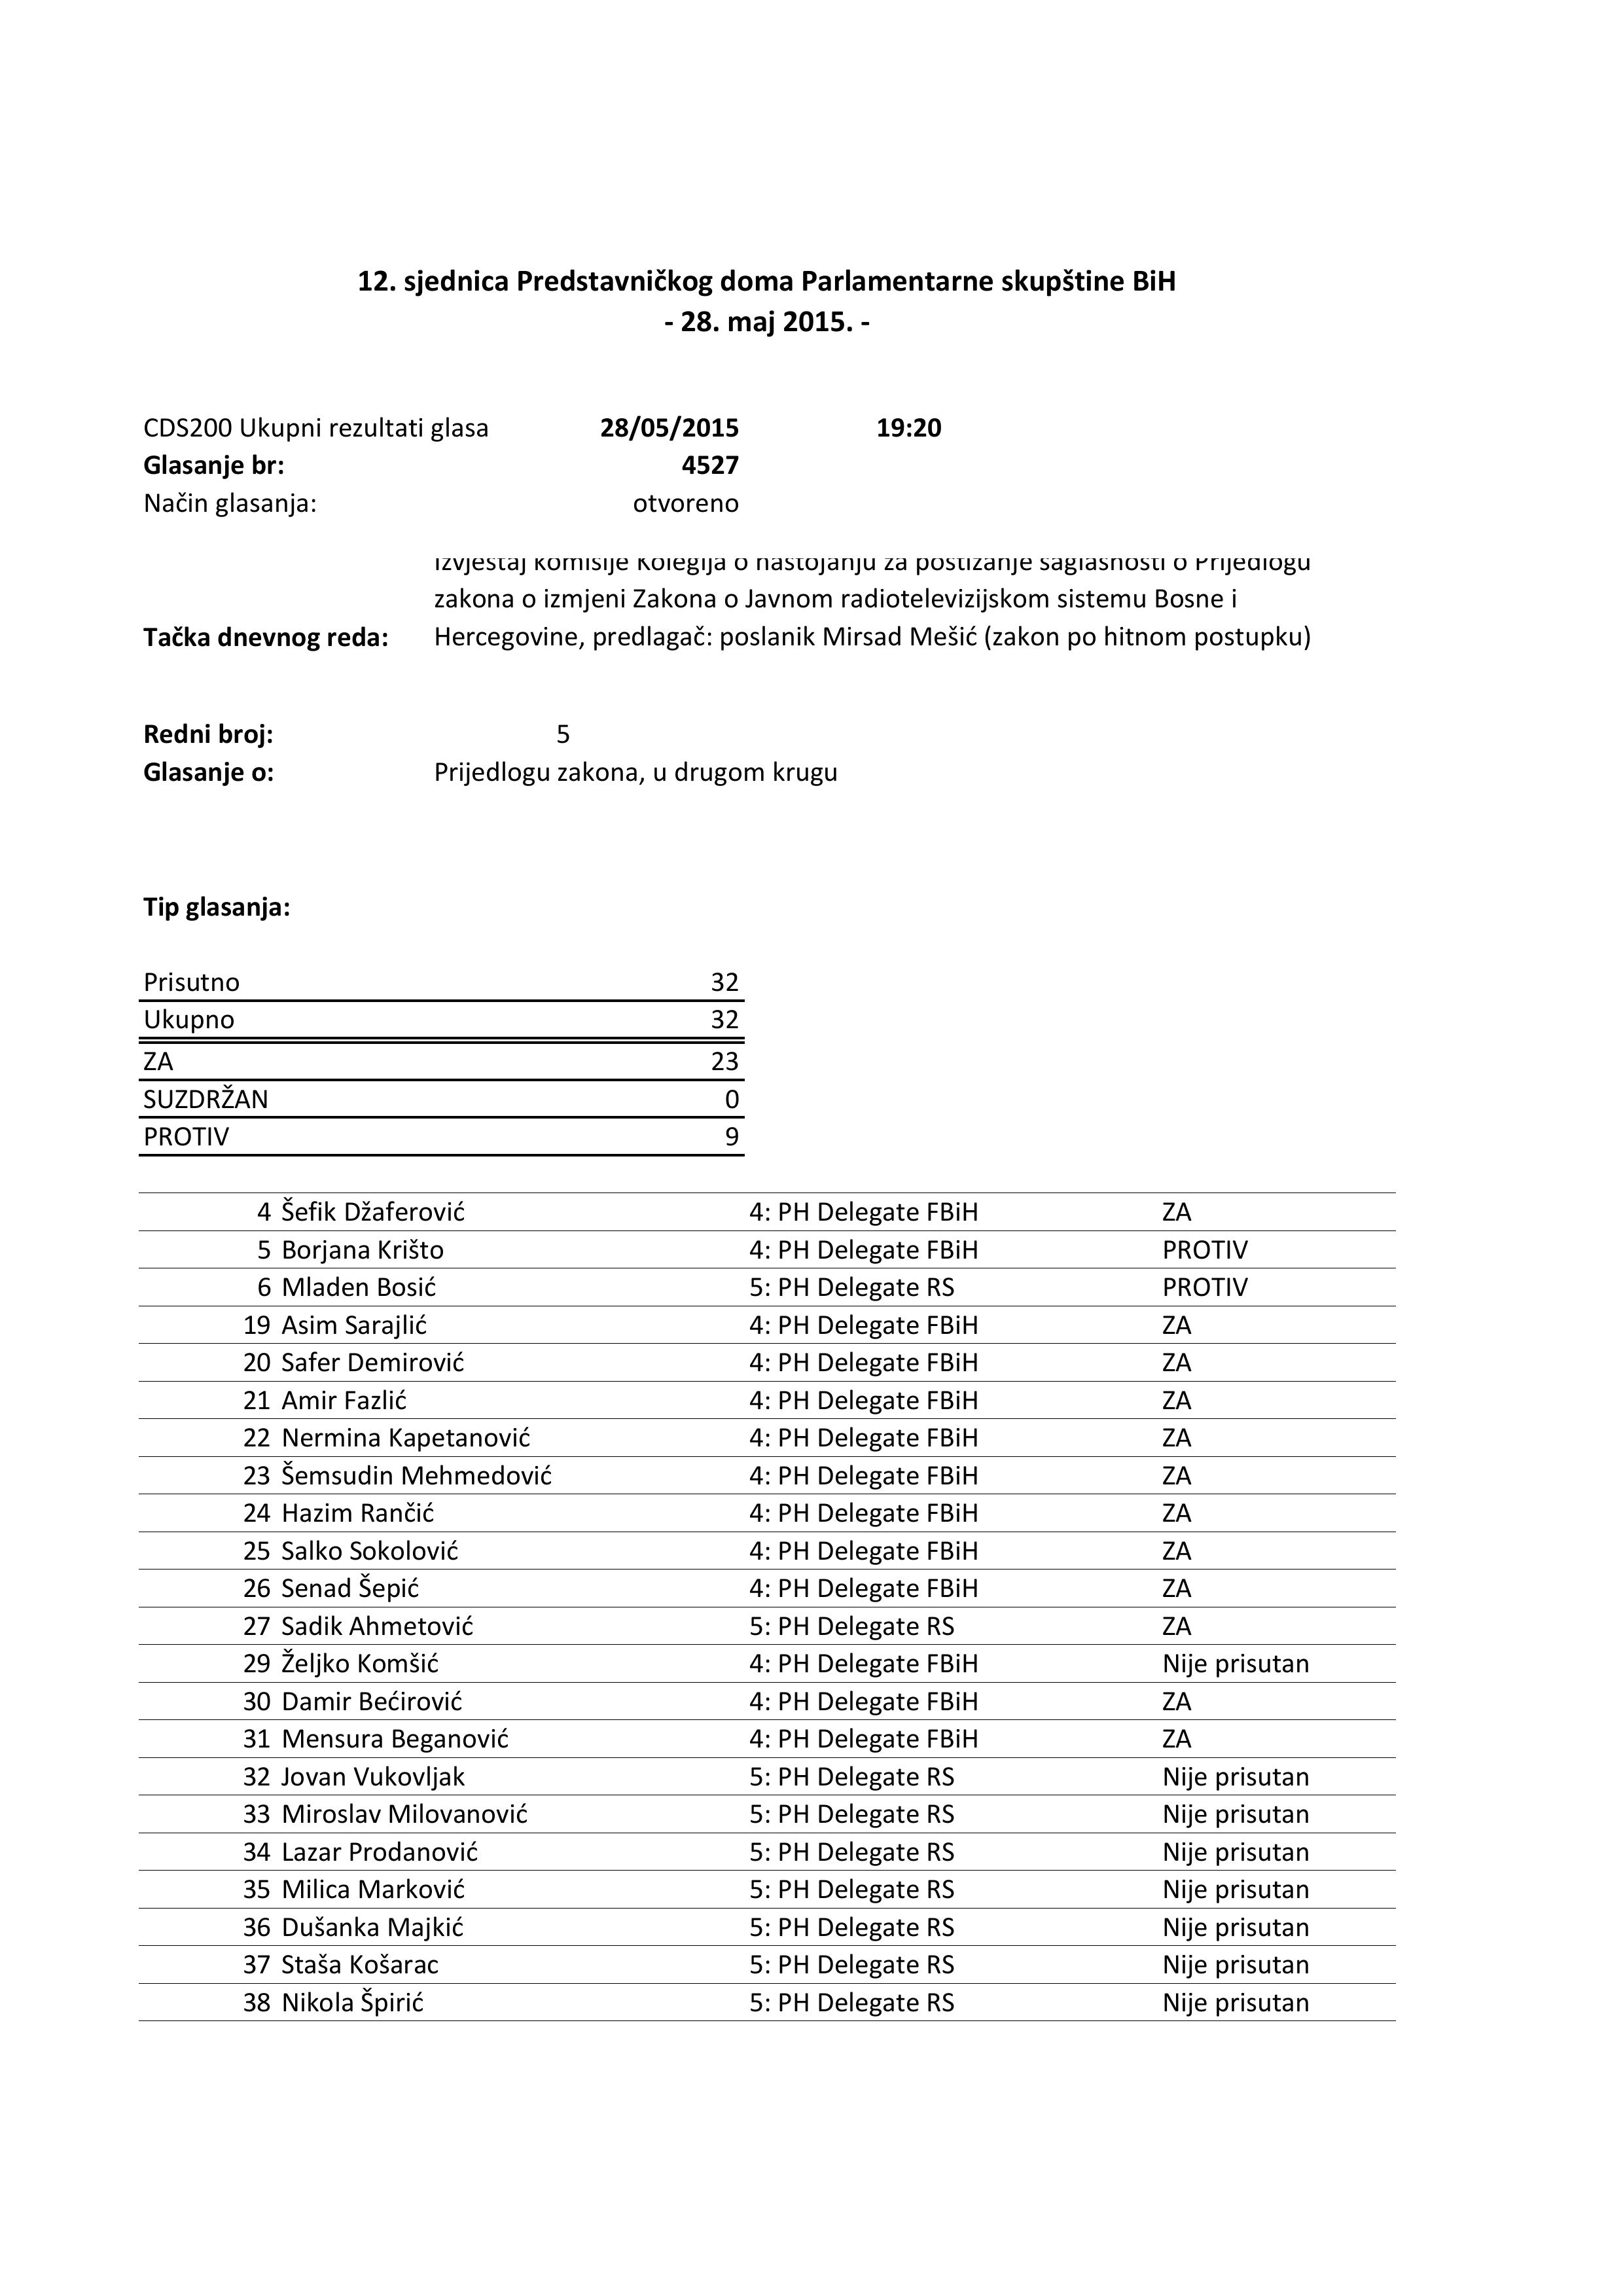 12. sjednica Predstavničkog doma Parlamentarne skupštine BiH
- 28. maj 2015. -
CDS200 Ukupni rezultati glasa 28/05/2015 19:20
Glasanje br: 4527
Način glasanja: otvoreno
Izvještaj Komisije Kolegija o nastojanju za postizanje saglasnosti o Prijedlogu
zakona o izmjeni Zakona o Javnom radiotelevizijskom sistemu Bosne i
Tačka dnevnog reda: Hercegovine, predlagač: poslanik Mirsad Mešić (zakon po hitnom postupku)
Redni broj: 5
Glasanje o: Prijedlogu zakona, u drugom krugu
Tip glasanja:
Prisutno 32
Ukupno 32
ZA 23
SUZDRŽAN 0
PROTIV 9
4 Šefik Džaferović 4: PH Delegate FBiH ZA
5 Borjana Krišto 4: PH Delegate FBiH PROTIV
6 Mladen Bosić 5: PH Delegate RS PROTIV
19 Asim Sarajlić 4: PH Delegate FBiH ZA
20 Safer Demirović 4: PH Delegate FBiH ZA
21 Amir Fazlić 4: PH Delegate FBiH ZA
22 Nermina Kapetanović 4: PH Delegate FBiH ZA
23 Šemsudin Mehmedović 4: PH Delegate FBiH ZA
24 Hazim Rančić 4: PH Delegate FBiH ZA
25 Salko Sokolović 4: PH Delegate FBiH ZA
26 Senad Šepić 4: PH Delegate FBiH ZA
27 Sadik Ahmetović 5: PH Delegate RS ZA
29 Željko Komšić 4: PH Delegate FBiH Nije prisutan
30 Damir Bećirović 4: PH Delegate FBiH ZA
31 Mensura Beganović 4: PH Delegate FBiH ZA
32 Jovan Vukovljak 5: PH Delegate RS Nije prisutan
33 Miroslav Milovanović 5: PH Delegate RS Nije prisutan
34 Lazar Prodanović 5: PH Delegate RS Nije prisutan
35 Milica Marković 5: PH Delegate RS Nije prisutan
36 Dušanka Majkić 5: PH Delegate RS Nije prisutan
37 Staša Košarac 5: PH Delegate RS Nije prisutan
38 Nikola Špirić 5: PH Delegate RS Nije prisutan